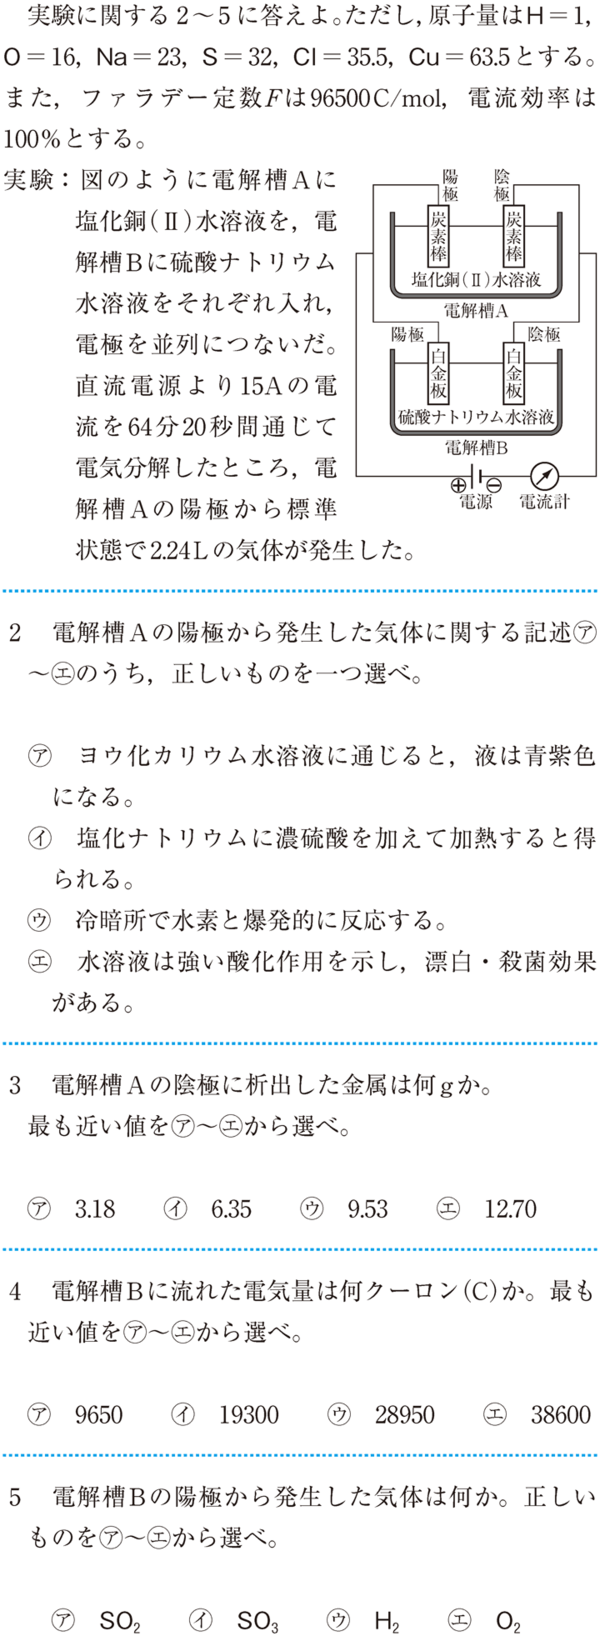 実験に関する2～5に答えよ。ただし，原子量はH＝1，
O＝16，Na＝23，S＝32，Cl＝35.5，Cu＝63.5とする。
また，ファラデー定数Fは96500C/mol，電流効率は
100％とする。
実験：図のように電解槽Aに
塩化銅(Ⅱ)水溶液を，電
解槽Bに硫酸ナトリウム
水溶液をそれぞれ入れ，
電極を並列につないだ。
直流電源より15Aの電
流を64分20秒間通じて
電気分解したところ，電
解槽Aの陽極から標準
状態で2.24Lの気体が発生した。
陽極
陰極
炭素棒
炭素棒
塩化銅(Ⅱ)水溶液
電解槽A
陽極
陰極
白金板
白金板
硫酸ナトリウム水溶液
電解槽B
⊕
⊖
電源
電流計
2　電解槽Aの陽極から発生した気体に関する記述㋐
～㋓のうち，正しいものを一つ選べ。
㋐　ヨウ化カリウム水溶液に通じると，液は青紫色
になる。
㋑　塩化ナトリウムに濃硫酸を加えて加熱すると得
られる。
㋒　冷暗所で水素と爆発的に反応する。
㋓　水溶液は強い酸化作用を示し，漂白・殺菌効果
がある。
3　電解槽Aの陰極に析出した金属は何gか。
最も近い値を㋐～㋓から選べ。
㋐　3.18　㋑　6.35　㋒　9.53　㋓　12.70
4　電解槽Bに流れた電気量は何クーロン(C)か。最も
近い値を㋐～㋓から選べ。
㋐　9650　㋑　19300　㋒　28950　㋓　38600
5　電解槽Bの陽極から発生した気体は何か。正しい
ものを㋐～㋓から選べ。
㋐　SO₂　㋑　SO₃　㋒　H₂　㋓　O₂